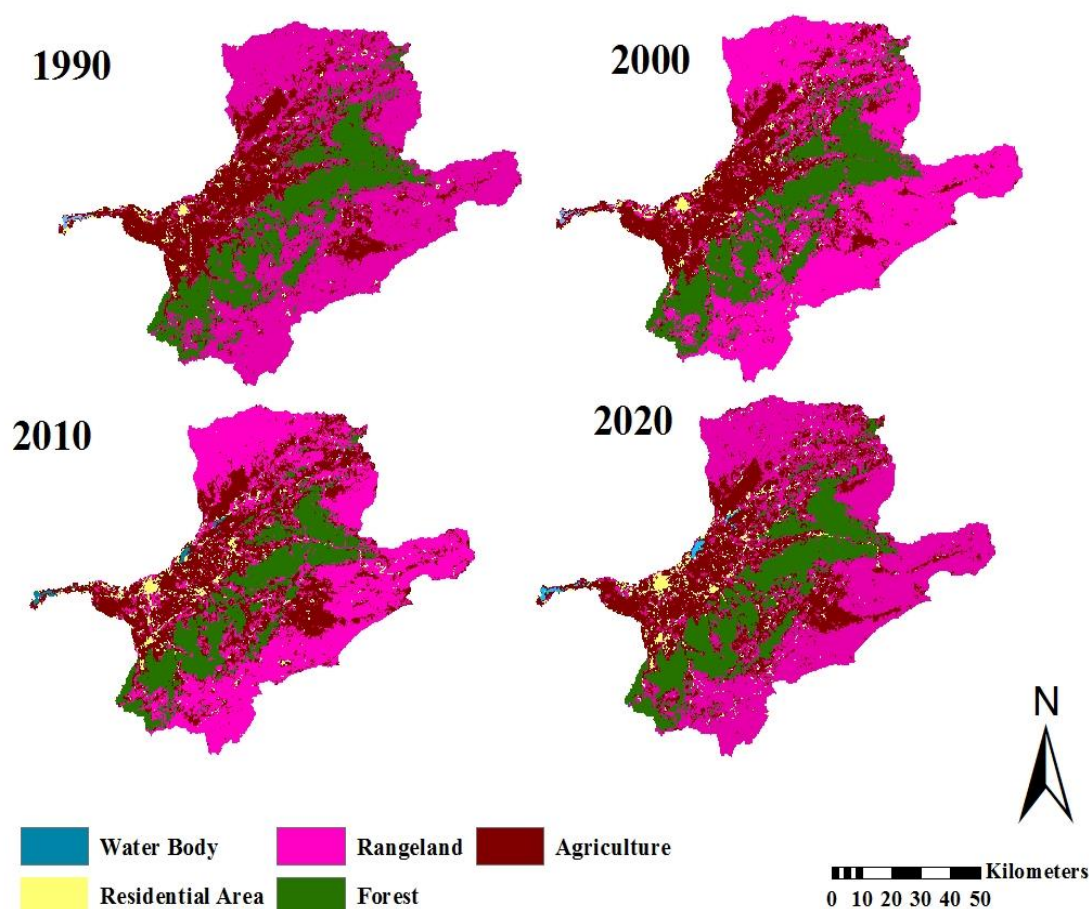 1990
2000
2010
2020
N
Water Body
Rangeland
Agriculture
Residential Area
Forest
Kilometers
0 10 20 30 40 50